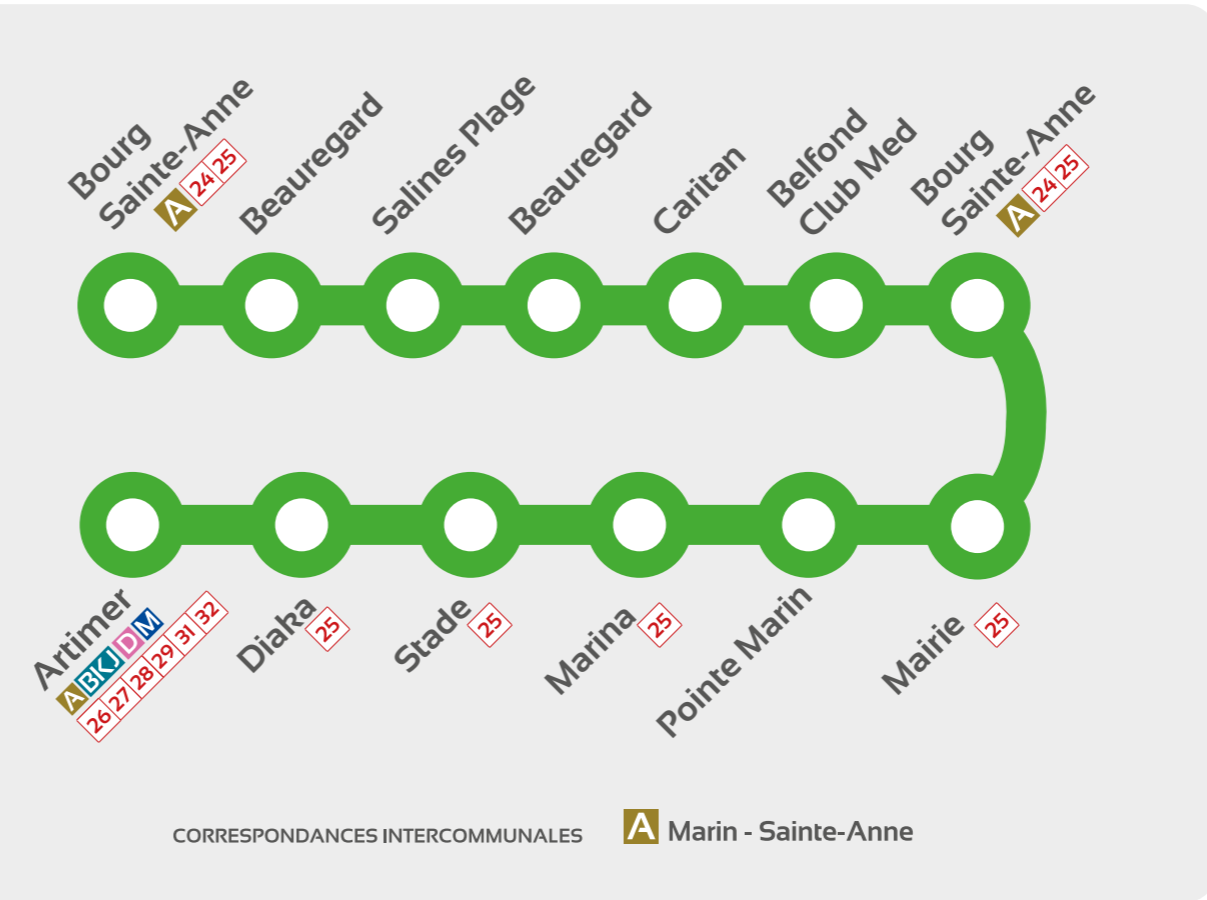 Bourg
Sainte-Anne
A 24 25
Beauregard
Salines Plage
Beauregard
Caritan
Belfond
Club Med
Bourg
Sainte-Anne
A 24 25
Artimer
A B K J D M
26 27 28 29 31 32
Diaka
25
Stade
25
Marina
25
Pointe Marin
Mairie
25
CORRESPONDANCES INTERCOMMUNALES
A Marin - Sainte-Anne